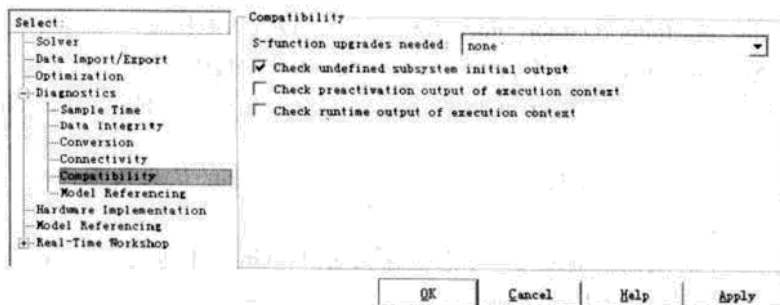 Select:
Solver
Data Import/Export
Optimization
Diagnostics
Sample Time
Data Integrity
Conversion
Connectivity
Compatibility
Model Referencing
Hardware Implementation
Model Referencing
Real-Time Workshop
Compatibility
S-function upgrades needed: none
Check undefined subsystem initial output
Check preactivation output of execution context
Check runtime output of execution context
OK
Cancel
Help
Apply